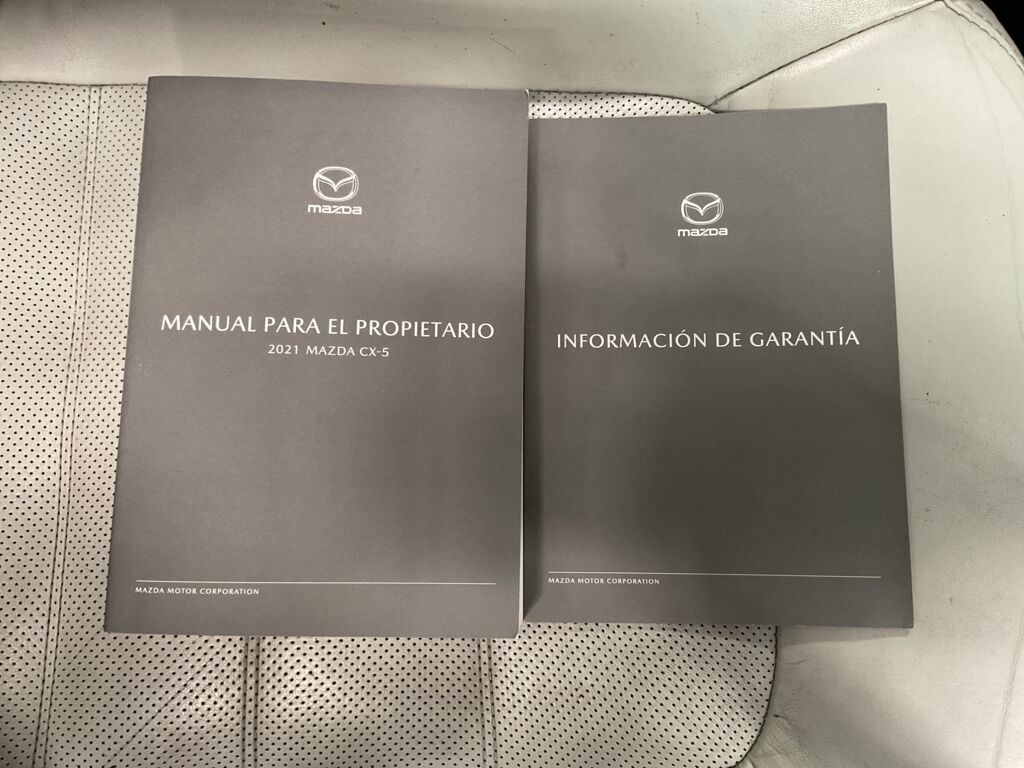 mazda
MANUAL PARA EL PROPIETARIO
2021 MAZDA CX-5
MAZDA MOTOR CORPORATION
mazda
INFORMACIÓN DE GARANTÍA
MAZDA MOTOR CORPORATION